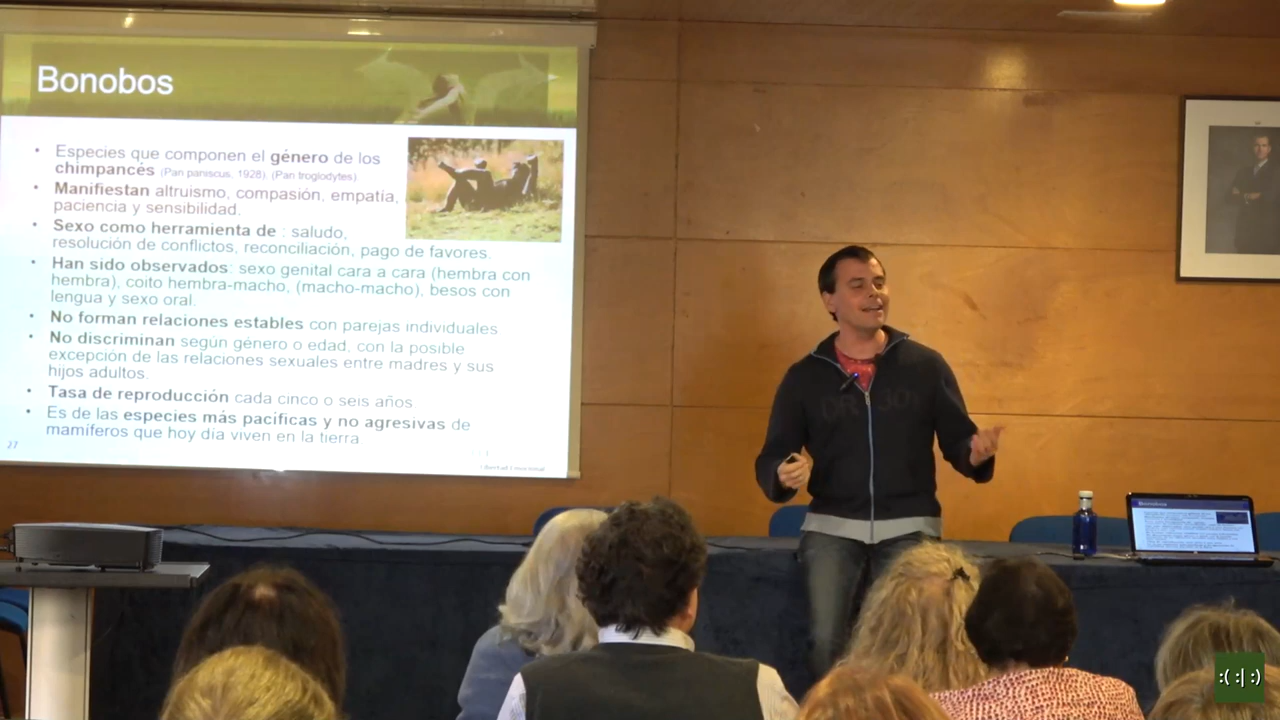 Bonobos
Especies que componen el género de los
chimpancés (Pan paniscus, 1928), (Pan troglodytes)
Manifiestan altruismo, compasión, empatía,
paciencia y sensibilidad.
Sexo como herramienta de : saludo,
resolución de conflictos, reconciliación, pago de favores.
Han sido observados: sexo genital cara a cara (hembra con
hembra), coito hembra-macho, (macho-macho), besos con
lengua y sexo oral.
No forman relaciones estables con parejas individuales
No discriminan según género o edad, con la posible
excepción de las relaciones sexuales entre madres y sus
hijos adultos.
Tasa de reproducción cada cinco o seis años.
Es de las especies más pacificas y no agresivas de
mamíferos que hoy día viven en la tierra
27
Libertad Emocional
Bonobos
:( :|:)